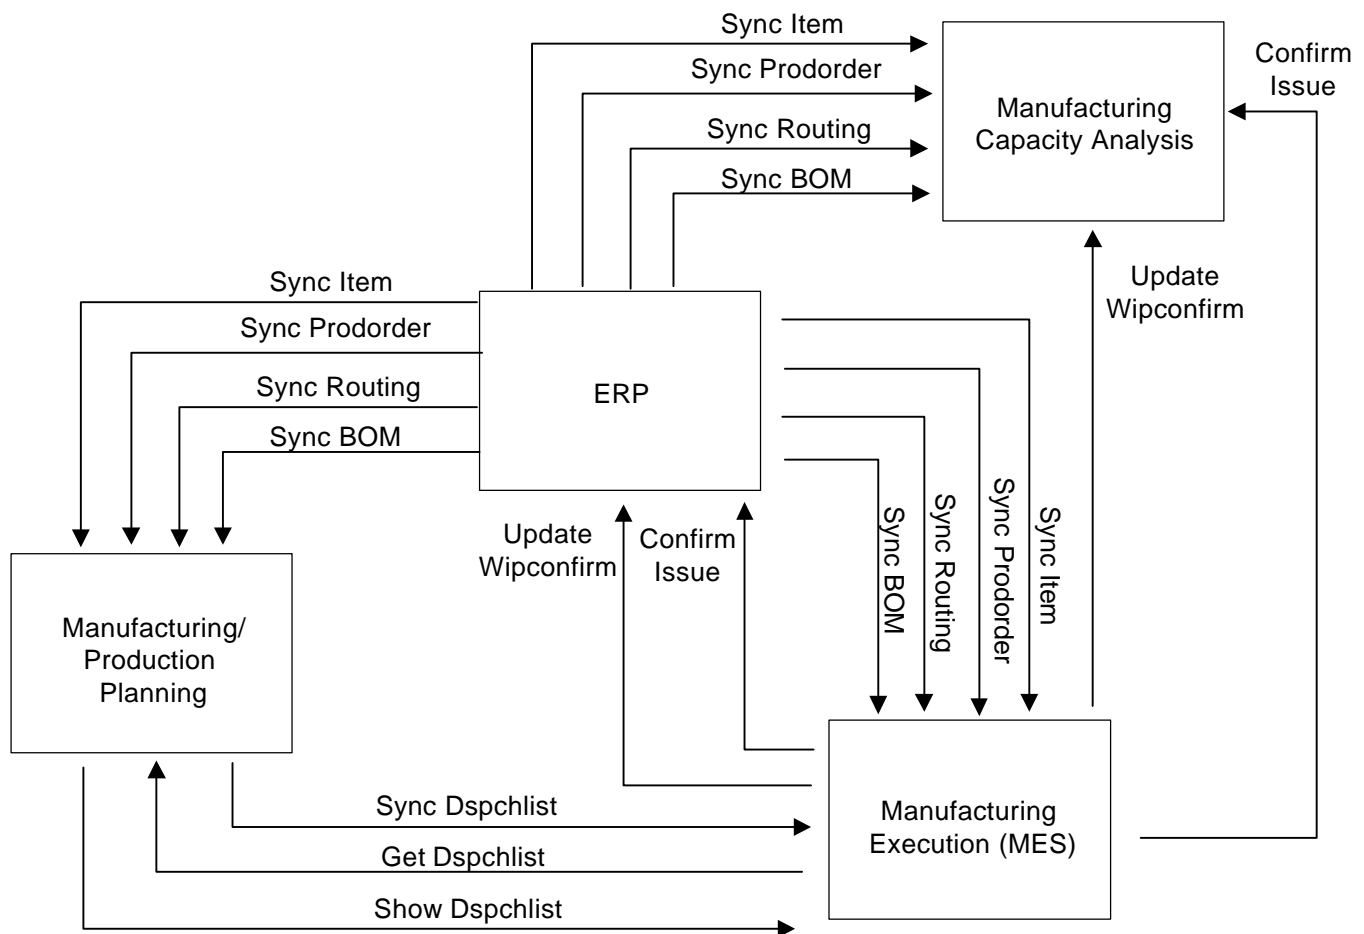 Sync Item
Sync Prodorder
Sync Routing
Sync BOM
Manufacturing
Capacity Analysis
Confirm
Issue
Update
Wipconfirm
Sync Item
Sync Prodorder
Sync Routing
Sync BOM
ERP
Update
Wipconfirm
Confirm
Issue
Sync BOM
Sync Routing
Sync Prodorder
Sync Item
Manufacturing/
Production
Planning
Sync Dspchlist
Get Dspchlist
Show Dspchlist
Manufacturing
Execution (MES)